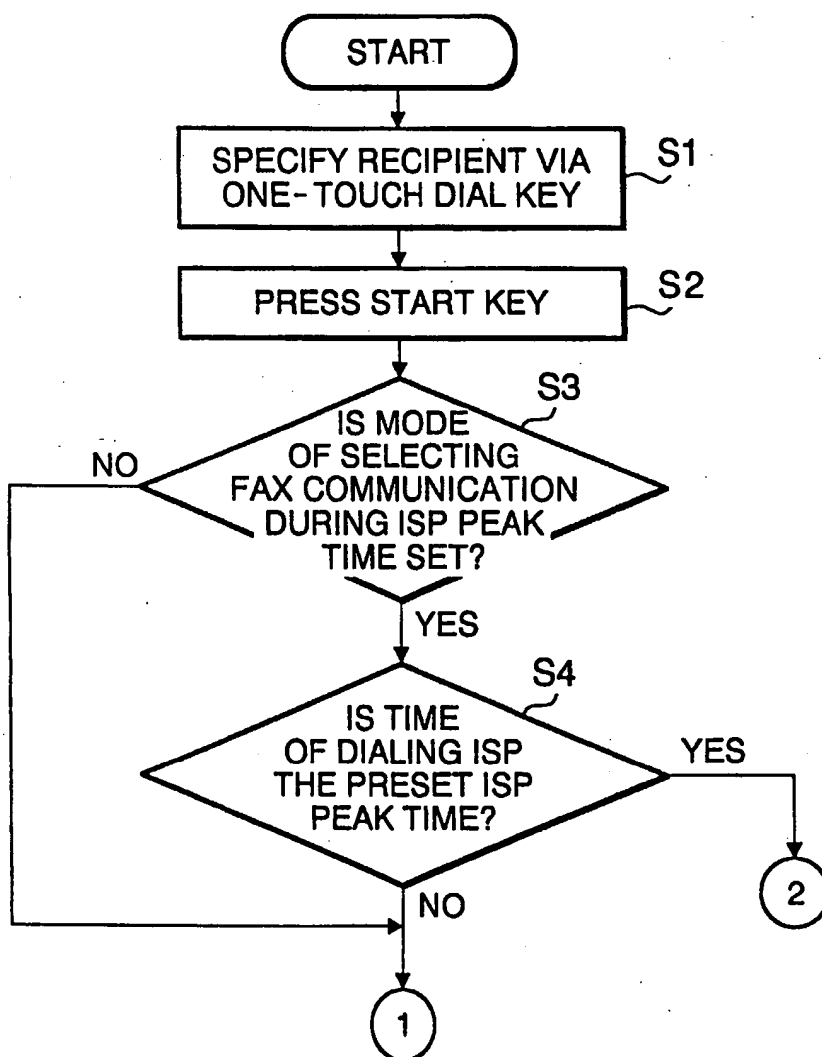 START
SPECIFY RECIPIENT VIA
ONE-TOUCH DIAL KEY
S1
PRESS START KEY
S2
S3
IS MODE
OF SELECTING
FAX COMMUNICATION
DURING ISP PEAK
TIME SET?
NO
YES
S4
IS TIME
OF DIALING ISP
THE PRESET ISP
PEAK TIME?
YES
NO
2
1